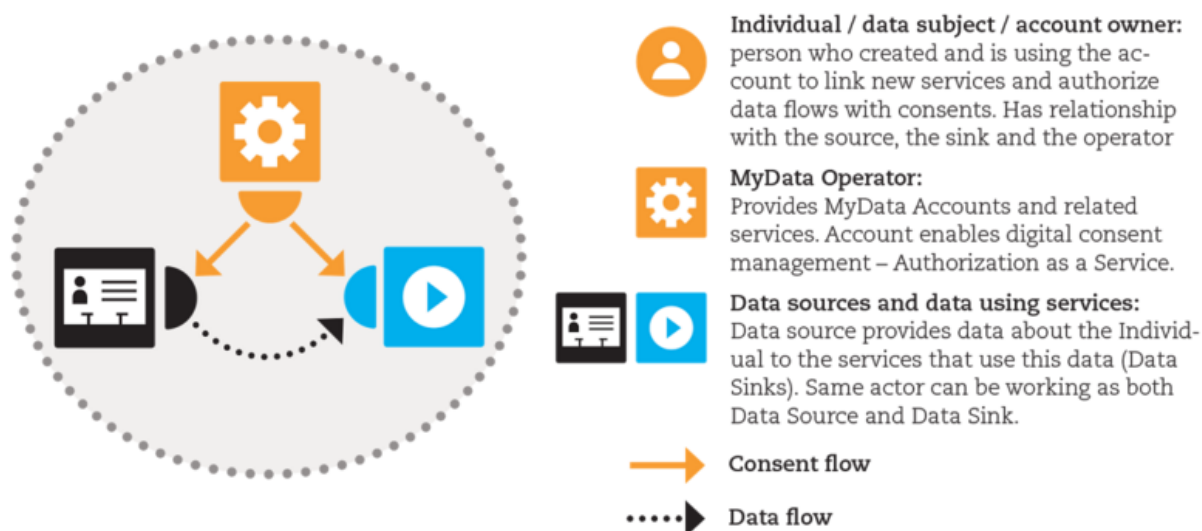 Individual / data subject / account owner:
person who created and is using the ac-
count to link new services and authorize
data flows with consents. Has relationship
with the source, the sink and the operator
MyData Operator:
Provides MyData Accounts and related
services. Account enables digital consent
management – Authorization as a Service.
Data sources and data using services:
Data source provides data about the Individ-
ual to the services that use this data (Data
Sinks). Same actor can be working as both
Data Source and Data Sink.
Consent flow
Data flow